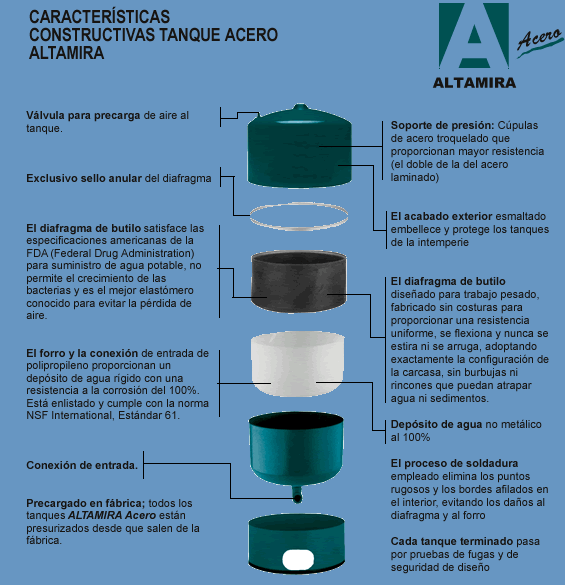 CARACTERÍSTICAS
CONSTRUCTIVAS TANQUE ACERO
ALTAMIRA
A
Acero
ALTAMIRA
Válvula para precarga de aire al
tanque.
Exclusivo sello anular del diafragma
El diafragma de butilo satisface las
especificaciones americanas de la
FDA (Federal Drug Administration)
para suministro de agua potable, no
permite el crecimiento de las
bacterias y es el mejor elastómero
conocido para evitar la pérdida de
aire.
El forro y la conexión de entrada de
polipropileno proporcionan un
depósito de agua rígido con una
resistencia a la corrosión del 100%.
Está enlistado y cumple con la norma
NSF International, Estándar 61.
Conexión de entrada.
Precargado en fábrica; todos los
tanques ALTAMIRA Acero están
presurizados desde que salen de la
fábrica.
Soporte de presión: Cúpulas
de acero troquelado que
proporcionan mayor resistencia
(el doble de la del acero
laminado)
El acabado exterior esmaltado
embellece y protege los tanques
de la intemperie
El diafragma de butilo
diseñado para trabajo pesado,
fabricado sin costuras para
proporcionar una resistencia
uniforme, se flexiona y nunca se
estira ni se arruga, adoptando
exactamente la configuración de
la carcasa, sin burbujas ni
rincones que puedan atrapar
agua ni sedimentos.
Depósito de agua no metálico
al 100%
El proceso de soldadura
empleado elimina los puntos
rugosos y los bordes afilados en
el interior, evitando los daños al
diafragma y al forro
Cada tanque terminado pasa
por pruebas de fugas y de
seguridad de diseño